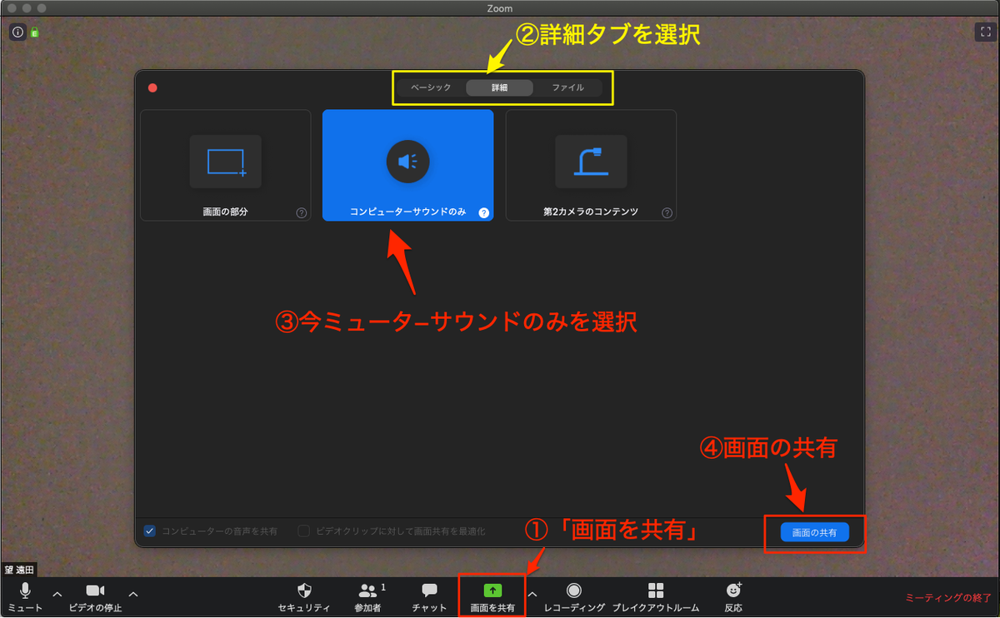 Zoom
②詳細タブを選択
ベーシック 詳細 ファイル
画面の部分 ?
コンピューターサウンドのみ ?
第2カメラのコンテンツ ?
③今ミューターサウンドのみを選択
④画面の共有
コンピューターの音声を共有 ビデオクリップに対して画面共有を最適化
画面の共有
①「画面を共有」
望 遠田
ミュート ビデオの停止 セキュリティ 参加者 1 チャット 画面を共有 レコーディング ブレイクアウトルーム 反応 ミーティングの終了